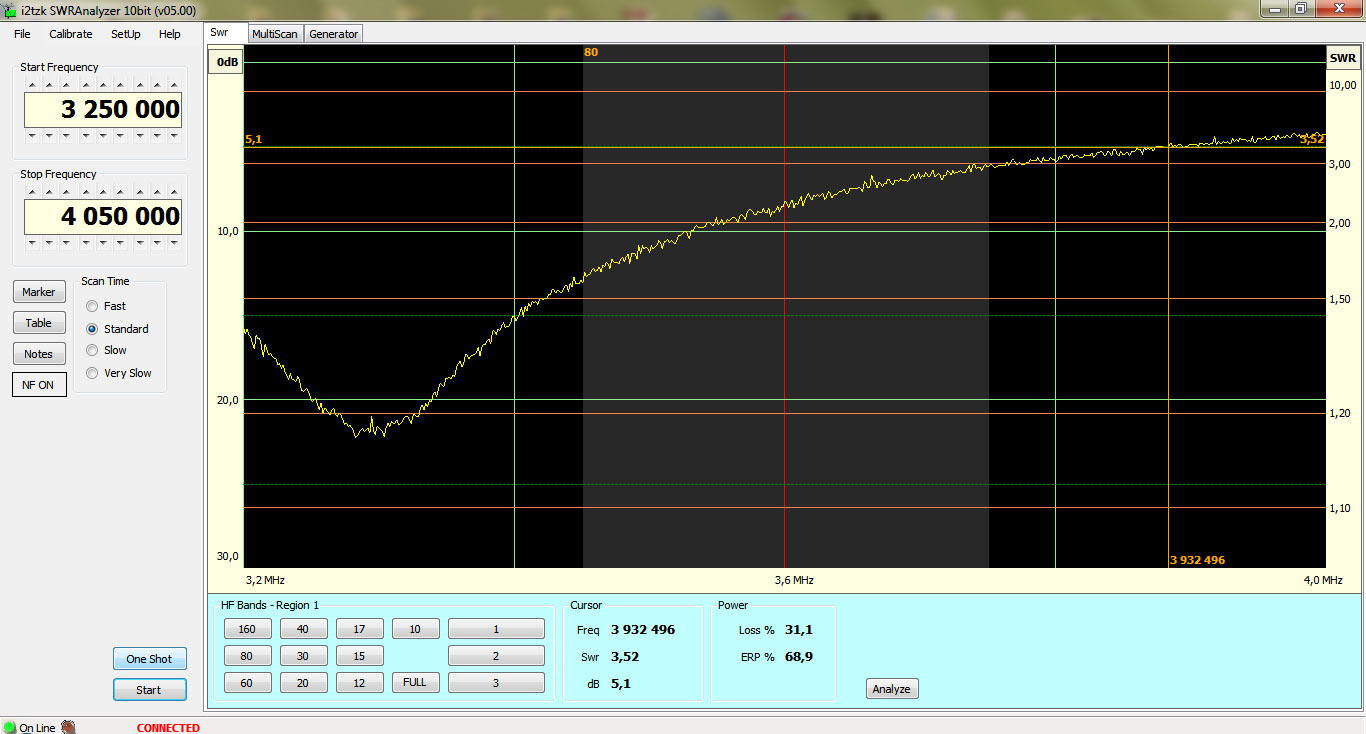 i2tzk SWRAnalyzer 10bit (v05.00)
File Calibrate SetUp Help
Swr MultiScan Generator
Start Frequency
3 250 000
Stop Frequency
4 050 000
Marker
Table
Notes
NF ON
Scan Time
Fast
Standard
Slow
Very Slow
One Shot
Start
0dB
80
SWR
10,00
5,1
3,52
3,00
2,00
10,0
1,50
20,0
1,20
1,10
30,0
3 932 496
3,2 MHz 3,6 MHz 4,0 MHz
HF Bands - Region 1
160 40 17 10 1
80 30 15 2
60 20 12 FULL 3
Cursor
Freq 3 932 496
Swr 3,52
dB 5,1
Power
Loss % 31,1
ERP % 68,9
Analyze
On Line CONNECTED